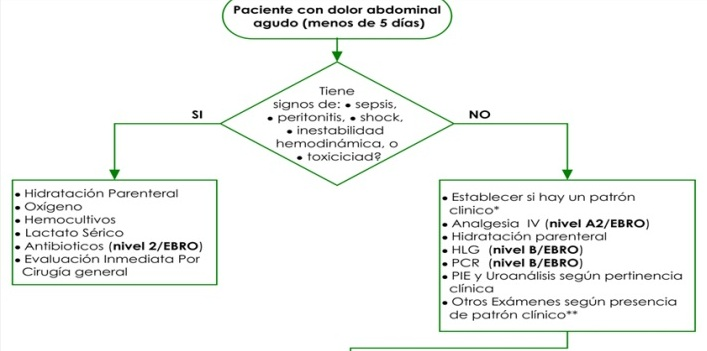 Paciente con dolor abdominal
agudo (menos de 5 días)
Tiene
signos de: • sepsis,
• peritonitis, • shock,
• inestabilidad
hemodinámica, o
• toxiciciad?
SI
NO
• Hidratación Parenteral
• Oxígeno
• Hemocultivos
• Lactato Sérico
• Antibioticos (nivel 2/EBRO)
• Evaluación Inmediata Por
Cirugía general
• Establecer si hay un patrón
clinico*
• Analgesia IV (nivel A2/EBRO)
• Hidratación parenteral
• HLG (nivel B/EBRO)
• PCR (nivel B/EBRO)
• PIE y Uroanálisis según pertinencia
clínica
• Otros Exámenes según presencia
de patrón clínico**